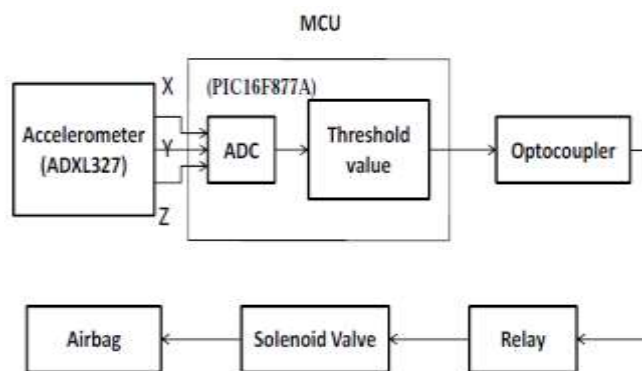 MCU
X
(PIC16F877A)
Accelerometer
(ADXL327)
Y
ADC
Threshold
value
Optocoupler
Z
Airbag
Solenoid Valve
Relay